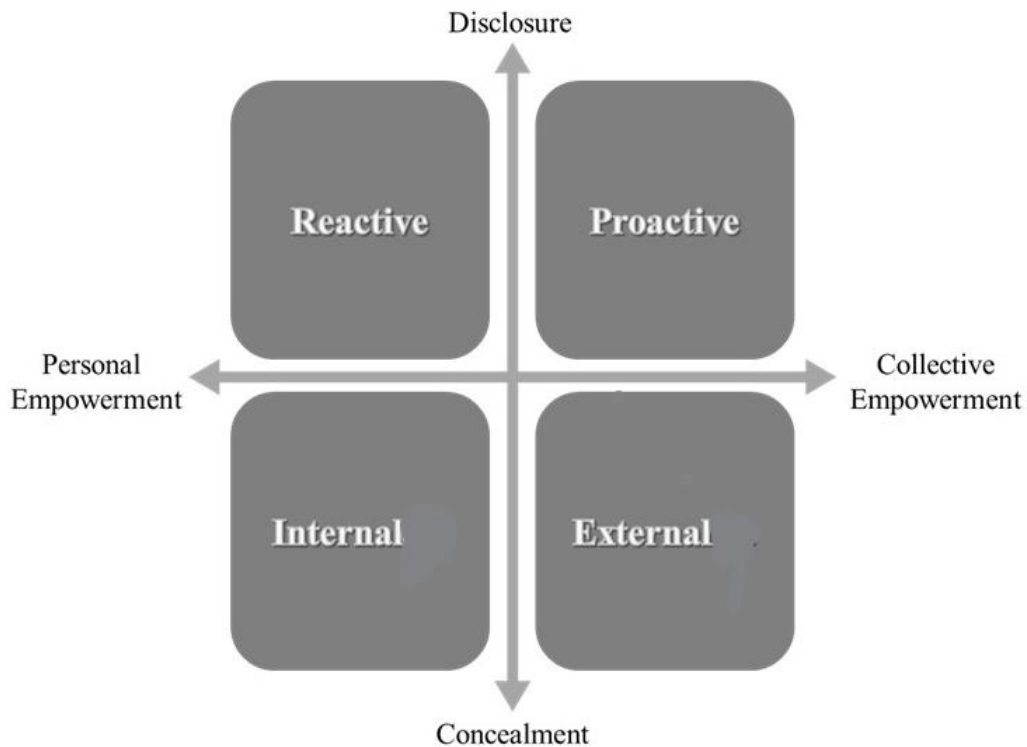 Disclosure
Reactive
Proactive
Personal
Empowerment
Collective
Empowerment
Internal
External
Concealment